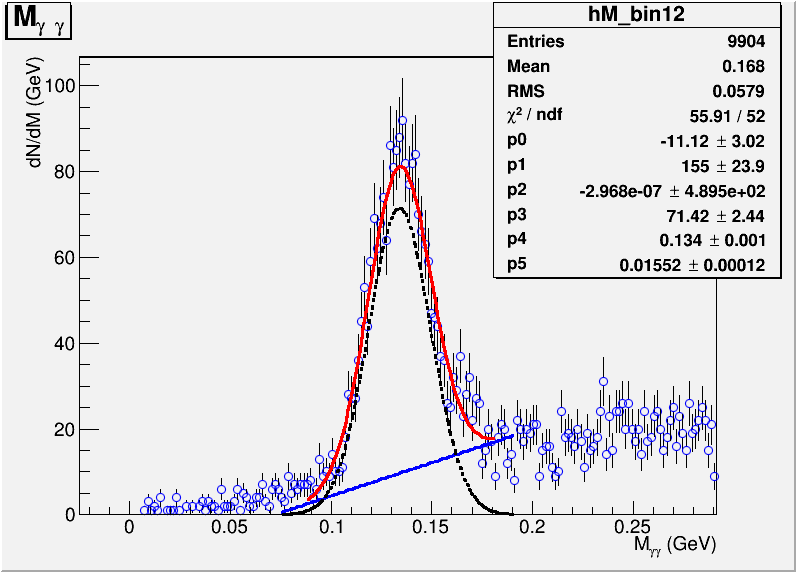 M γ γ
hM_bin12
Entries 9904
Mean 0.168
RMS 0.0579
χ² / ndf 55.91 / 52
p0 -11.12 ± 3.02
p1 155 ± 23.9
p2 -2.968e-07 ± 4.895e+02
p3 71.42 ± 2.44
p4 0.134 ± 0.001
p5 0.01552 ± 0.00012
dN/dM (GeV)
100
80
60
40
20
0
0 0.05 0.1 0.15 0.2 0.25
Mγγ (GeV)